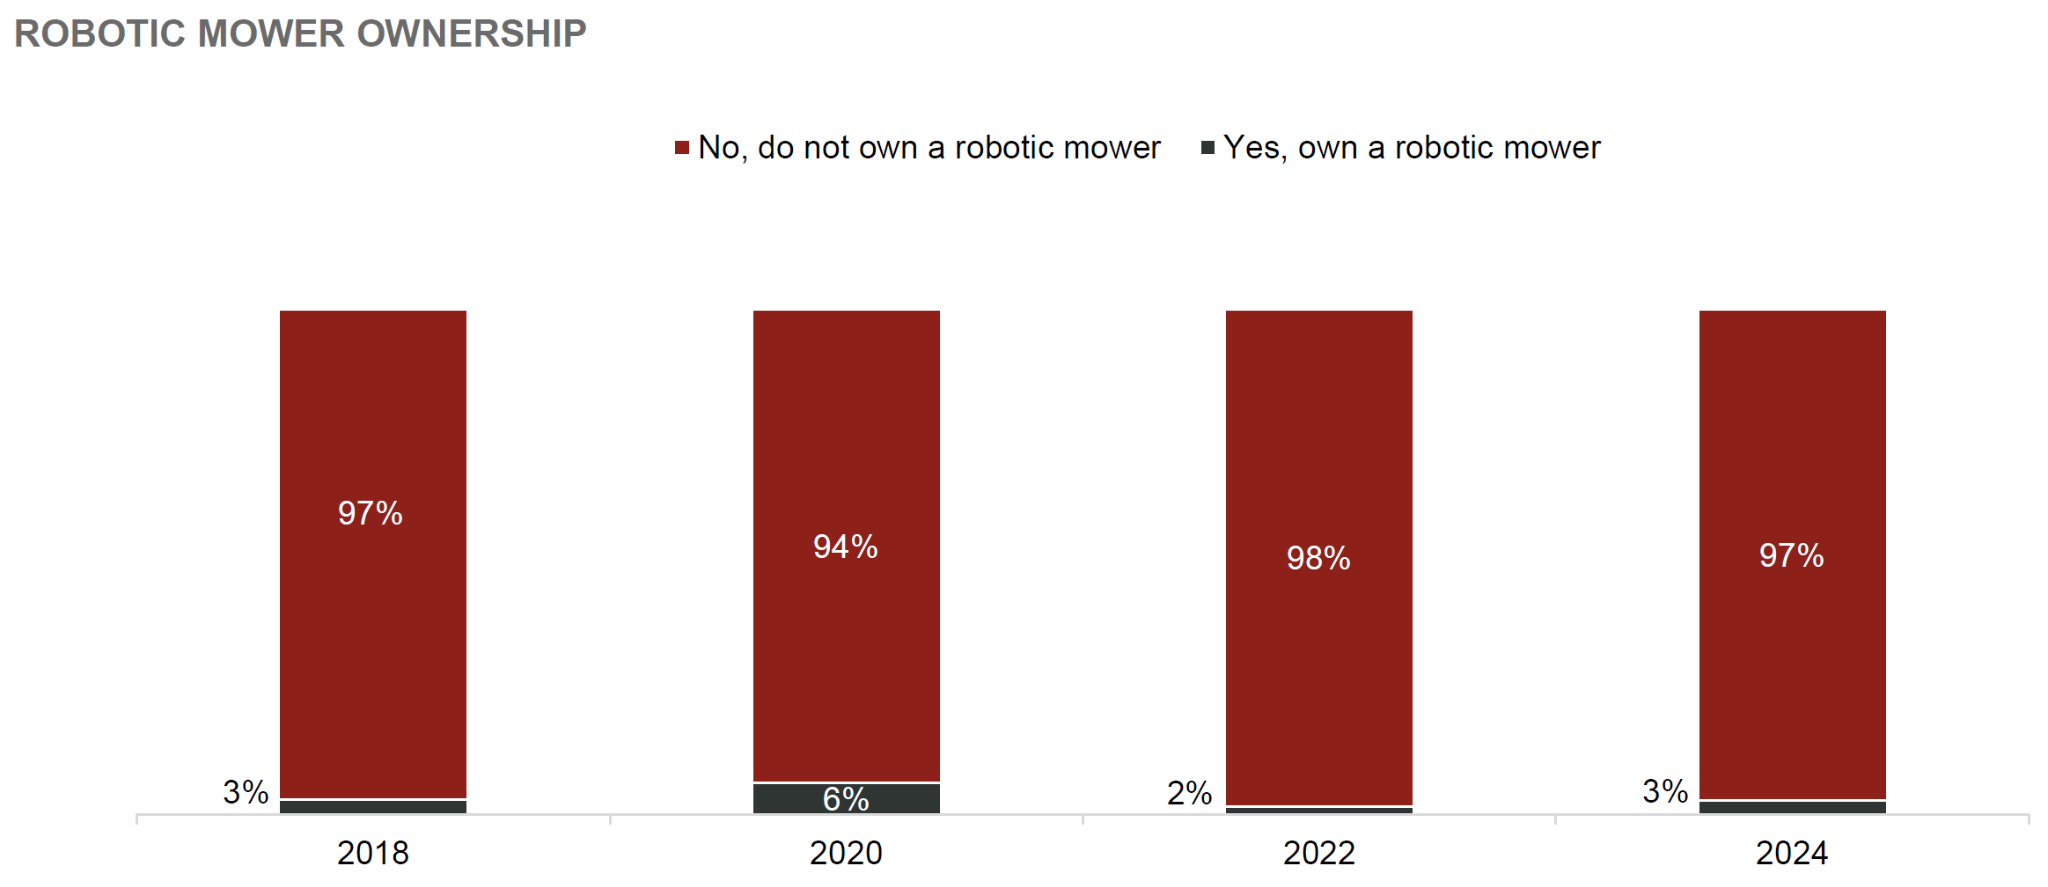 ROBOTIC MOWER OWNERSHIP
No, do not own a robotic mower Yes, own a robotic mower
97% 94% 98% 97%
3% 6% 2% 3%
2018 2020 2022 2024